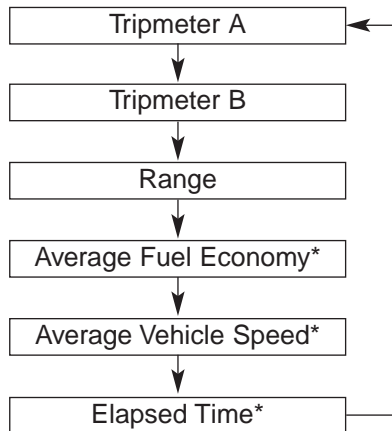 Tripmeter A
Tripmeter B
Range
Average Fuel Economy*
Average Vehicle Speed*
Elapsed Time*